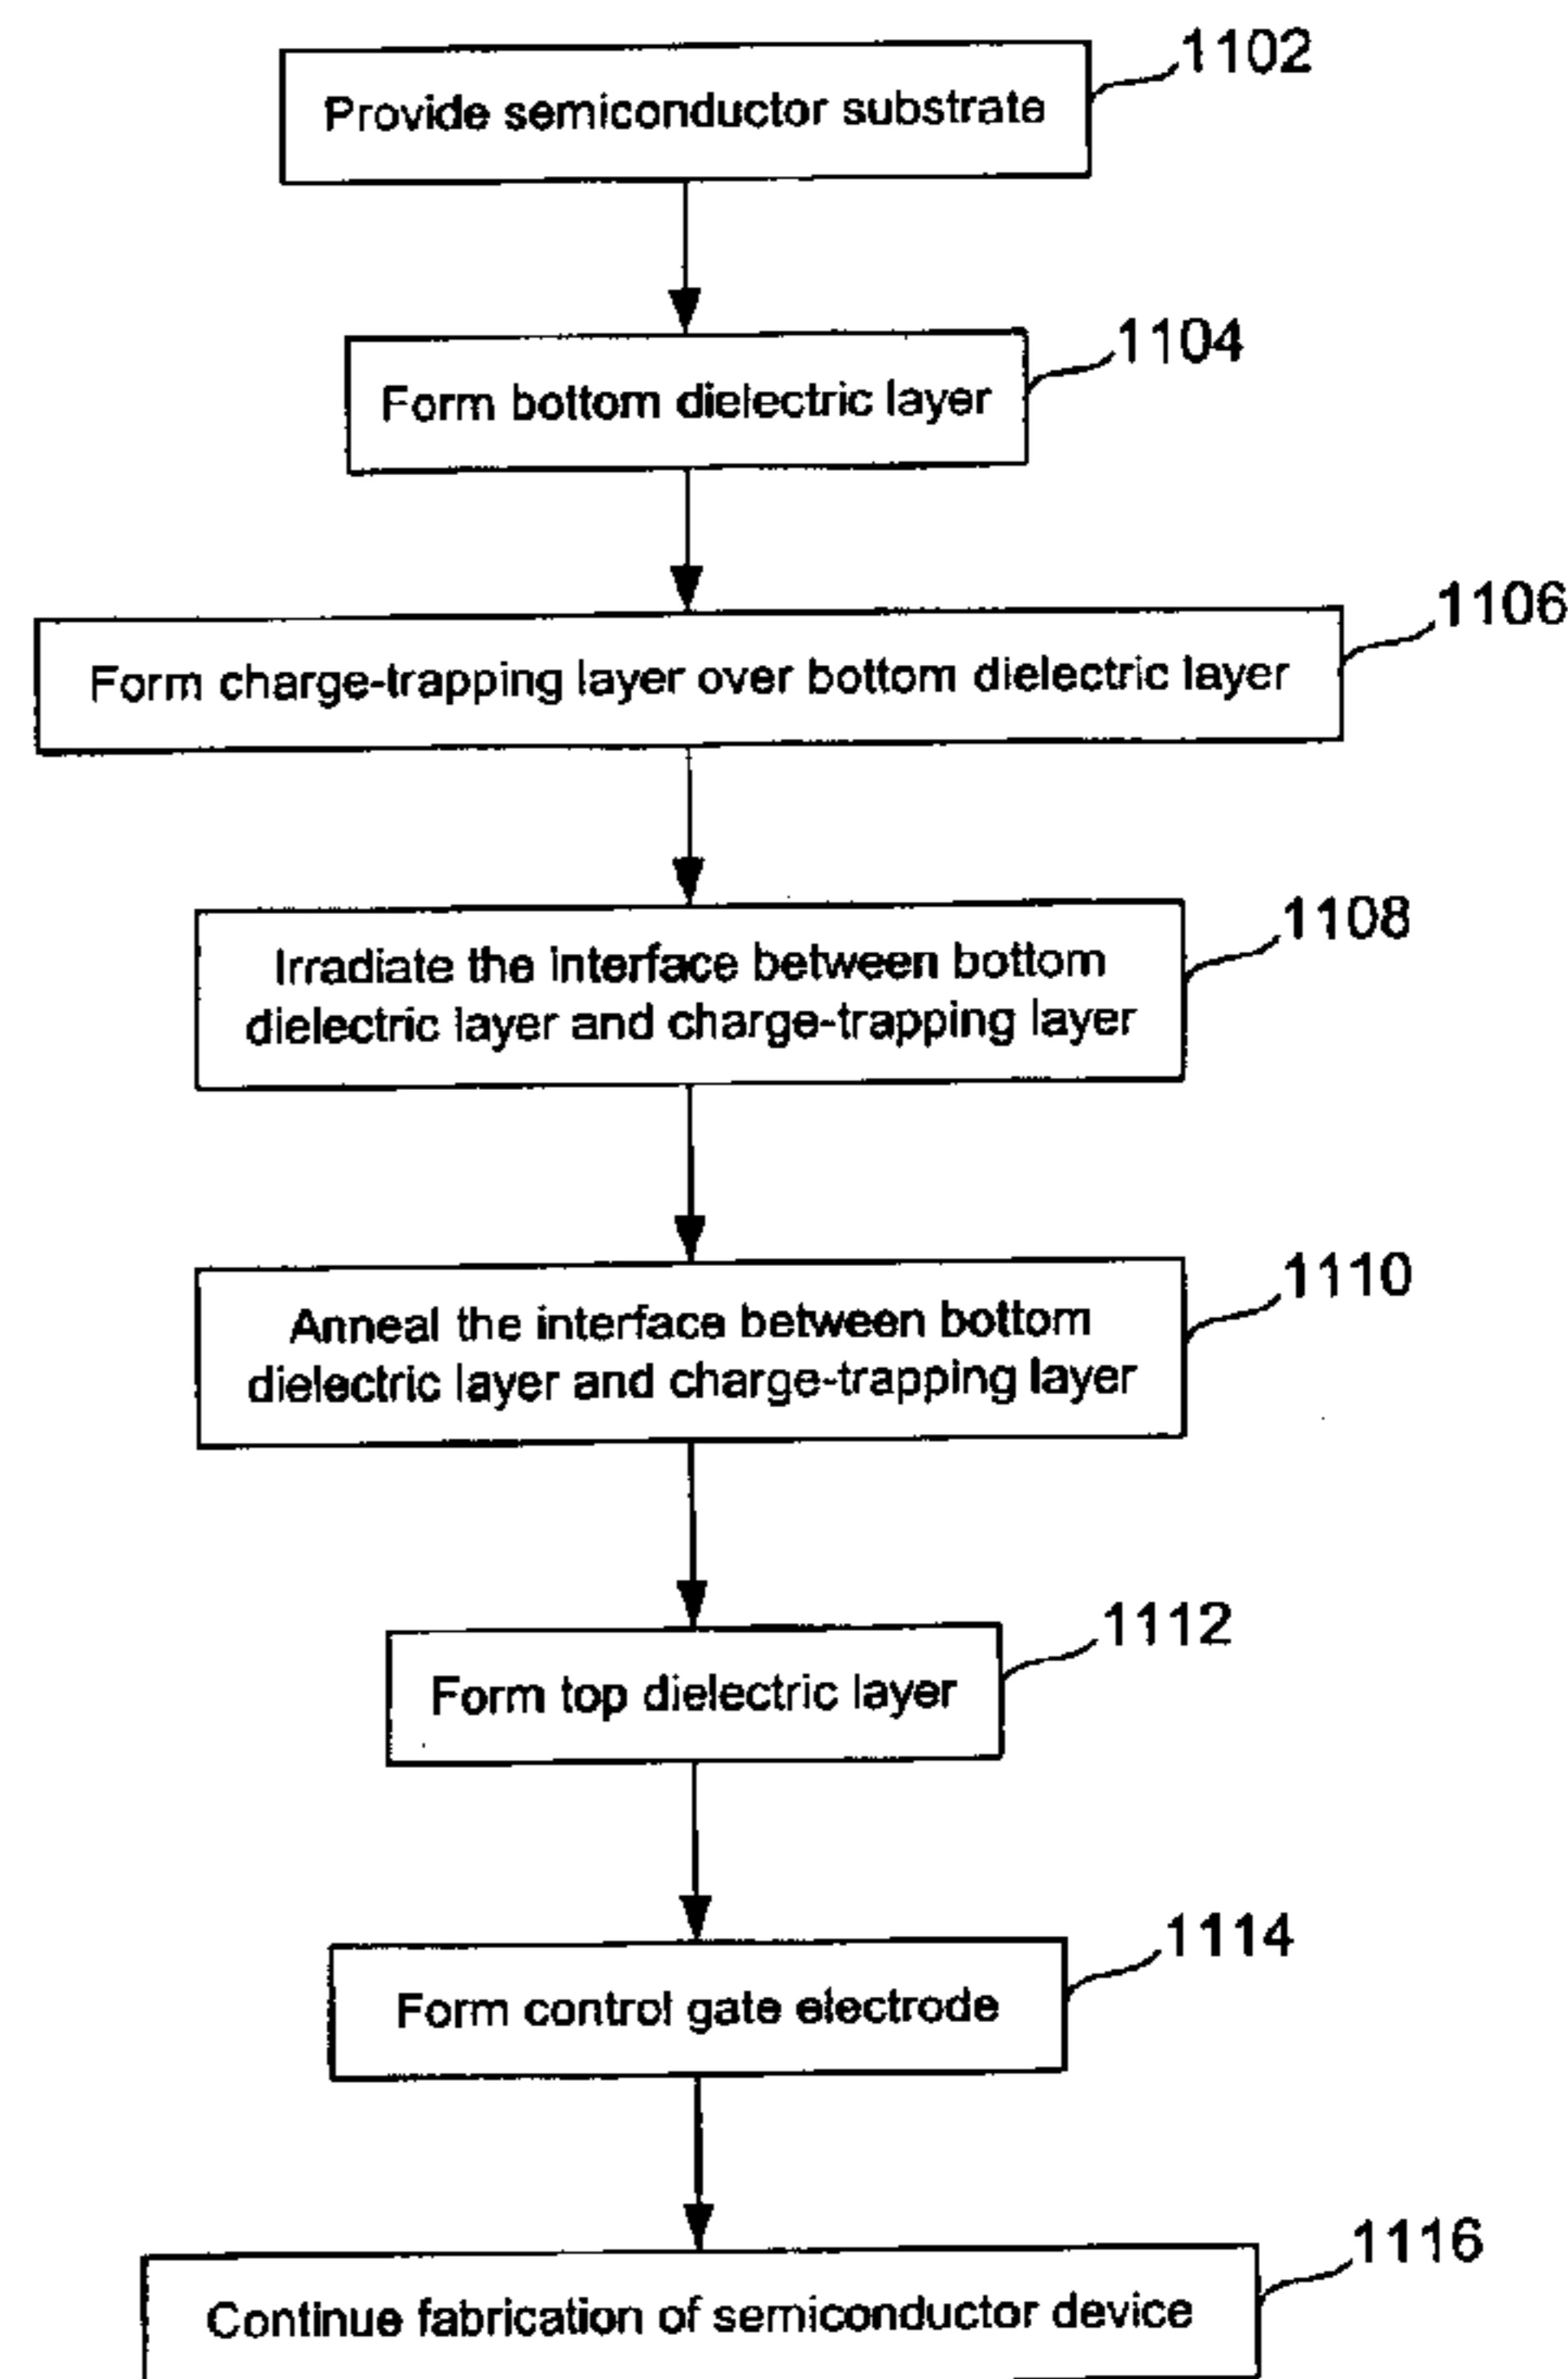 1102
Provide semiconductor substrate
1104
Form bottom dielectric layer
1106
Form charge-trapping layer over bottom dielectric layer
1108
Irradiate the interface between bottom
dielectric layer and charge-trapping layer
1110
Anneal the interface between bottom
dielectric layer and charge-trapping layer
1112
Form top dielectric layer
1114
Form control gate electrode
1116
Continue fabrication of semiconductor device